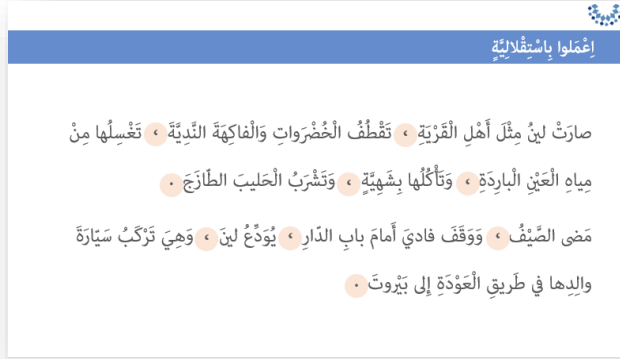 اِعْمَلوا بِاسْتِقْلالِيَّةٍ
صارَتْ لينُ مِثْلَ أَهْلِ الْقَرْيَةِ ، تَقْطُفُ الْخُضْرَواتِ وَالْفاكِهَةَ النَّدِيَّةَ ، تَغْسِلُها مِنْ
مِياهِ الْعَيْنِ الْبارِدَةِ ، وَتَأْكُلُها بِشَهِيَّةٍ ، وَتَشْرَبُ الْحَليبَ الطّازَجَ .
مَضى الصَّيْفُ ، وَوَقَفَ فاديَ أَمامَ بابِ الدّارِ ، يُوَدِّعُ لينَ ، وَهِيَ تَرْكَبُ سَيّارَةَ
والِدِها في طَريقِ الْعَوْدَةِ إِلى بَيْروتَ .